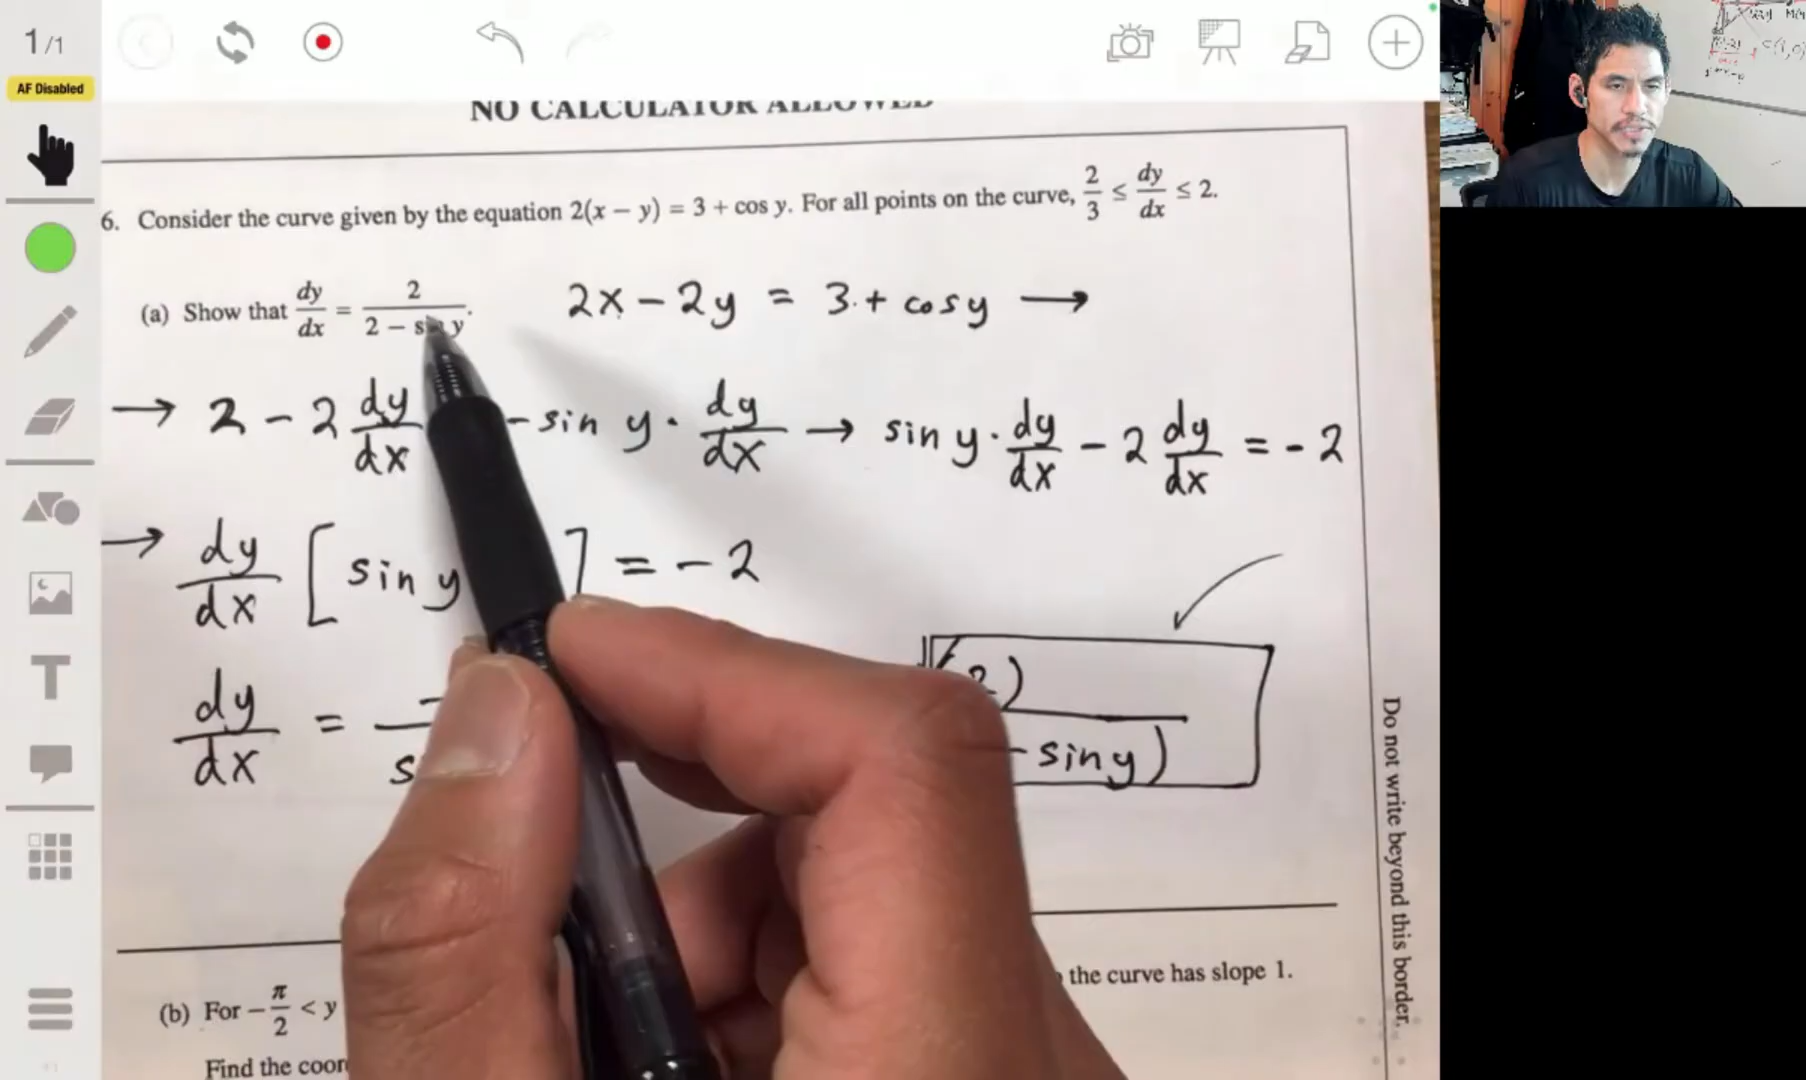 1/1
AF Disabled
NO CALCULATOR ALLOWED
6. Consider the curve given by the equation 2(x − y) = 3 + cos y. For all points on the curve, 2/3 ≤ dy/dx ≤ 2.
(a) Show that dy/dx = 2/(2 − sin y).
2x − 2y = 3 + cos y →
→ 2 − 2 dy/dx − sin y · dy/dx → sin y · dy/dx − 2 dy/dx = −2
→ dy/dx [ sin y ] = −2
dy/dx =
− sin y)
(b) For −π/2 < y
the curve has slope 1.
Find the
Do not write beyond this border.
T